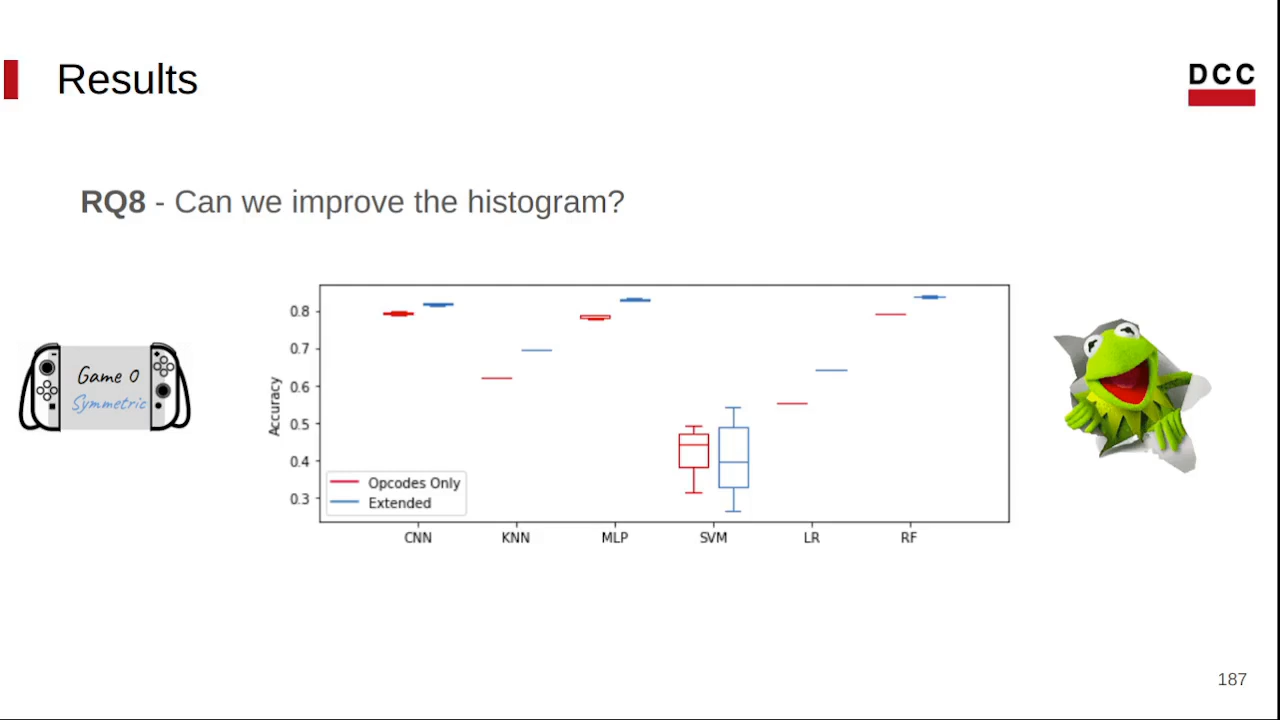 Results
DCC
RQ8 - Can we improve the histogram?
Game 0
Symmetric
Accuracy
0.8
0.7
0.6
0.5
0.4
0.3
Opcodes Only
Extended
CNN KNN MLP SVM LR RF
187